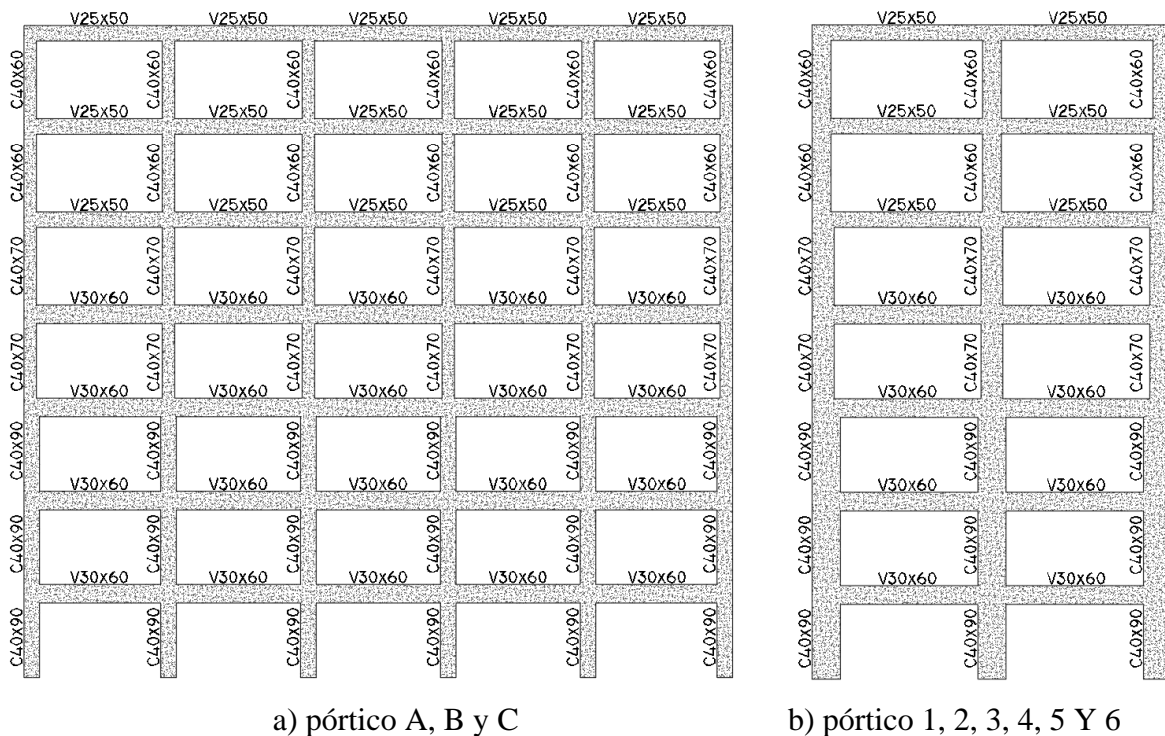 V25x50 V25x50 V25x50 V25x50 V25x50 V25x50 V25x50
C40x60 C40x60 C40x60 C40x60 C40x60 C40x60 C40x60 C40x60 C40x60
V25x50 V25x50 V25x50 V25x50 V25x50 V25x50 V25x50
C40x60 C40x60 C40x60 C40x60 C40x60 C40x60 C40x60 C40x60 C40x60
V25x50 V25x50 V25x50 V25x50 V25x50 V25x50 V25x50
C40x70 C40x70 C40x70 C40x70 C40x70 C40x70 C40x70 C40x70 C40x70
V30x60 V30x60 V30x60 V30x60 V30x60 V30x60 V30x60
C40x70 C40x70 C40x70 C40x70 C40x70 C40x70 C40x70 C40x70 C40x70
V30x60 V30x60 V30x60 V30x60 V30x60 V30x60 V30x60
C40x90 C40x90 C40x90 C40x90 C40x90 C40x90 C40x90 C40x90 C40x90
V30x60 V30x60 V30x60 V30x60 V30x60 V30x60 V30x60
C40x90 C40x90 C40x90 C40x90 C40x90 C40x90 C40x90 C40x90 C40x90
V30x60 V30x60 V30x60 V30x60 V30x60 V30x60 V30x60
C40x90 C40x90 C40x90 C40x90 C40x90 C40x90 C40x90 C40x90 C40x90
a) pórtico A, B y C
b) pórtico 1, 2, 3, 4, 5 Y 6